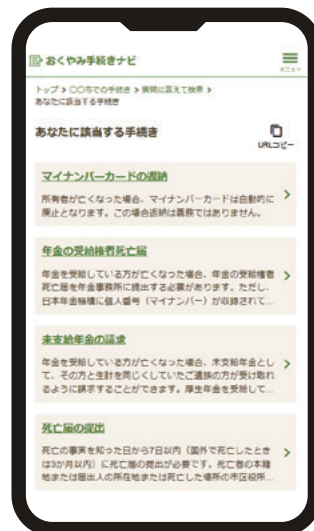 おくやみ手続きナビ
メニュー
トップ > 〇〇市での手続き > 質問に答えて検索 >
あなたに該当する手続き
あなたに該当する手続き
URLコピー
マイナンバーカードの返納
所有者が亡くなった場合、マイナンバーカードは自動的に
廃止となります。この場合返納は義務ではありません。
年金の受給権者死亡届
年金を受給している方が亡くなった場合、年金の受給権者
死亡届を年金事務所に提出する必要があります。ただし、
日本年金機構に個人番号（マイナンバー）が収録されて...
未支給年金の請求
年金を受給している方が亡くなった場合、未支給年金とし
て、その方と生計を同じくしていたご遺族の方が受け取れ
るように請求することができます。厚生年金を受給して...
死亡届の提出
死亡の事実を知った日から7日以内（国外で死亡したとき
は3か月以内）に死亡届の提出が必要です。死亡者の本籍
地または届出人の所在地または死亡した場所の市区役所...